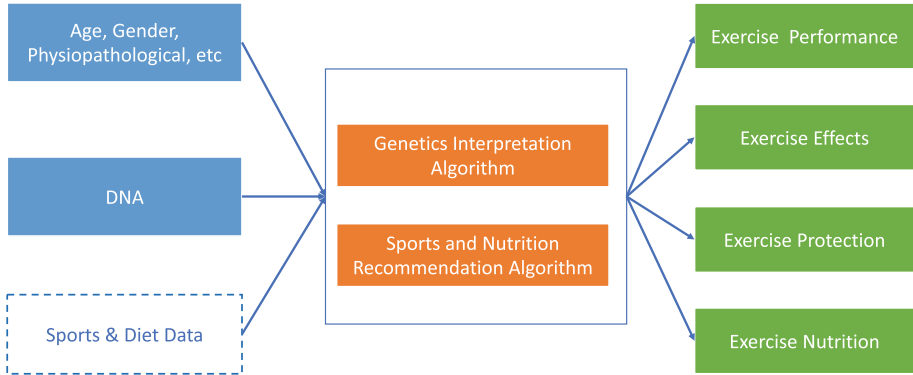 Age, Gender,
Physiopathological, etc
DNA
Sports & Diet Data
Genetics Interpretation
Algorithm
Sports and Nutrition
Recommendation Algorithm
Exercise Performance
Exercise Effects
Exercise Protection
Exercise Nutrition